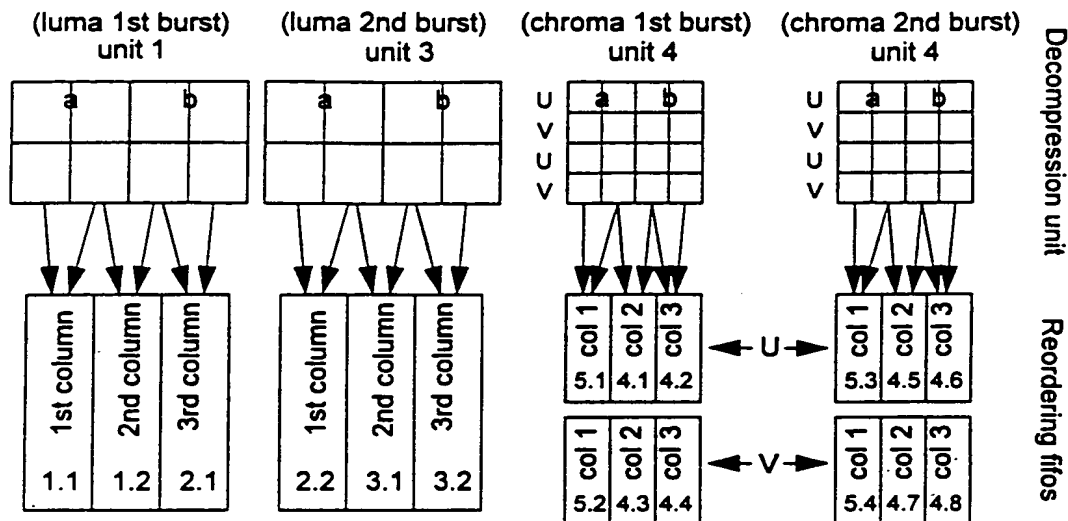 (luma 1st burst) (luma 2nd burst) (chroma 1st burst) (chroma 2nd burst)
unit 1 unit 3 unit 4 unit 4
a b a b
U a b U a b
V V
U U
V V
Decompression unit
1st column 2nd column 3rd column 1st column 2nd column 3rd column
1.1 1.2 2.1 2.2 3.1 3.2
col 1 col 2 col 3 U col 1 col 2 col 3
5.1 4.1 4.2 5.3 4.5 4.6
col 1 col 2 col 3 V col 1 col 2 col 3
5.2 4.3 4.4 5.4 4.7 4.8
Reordering fifos